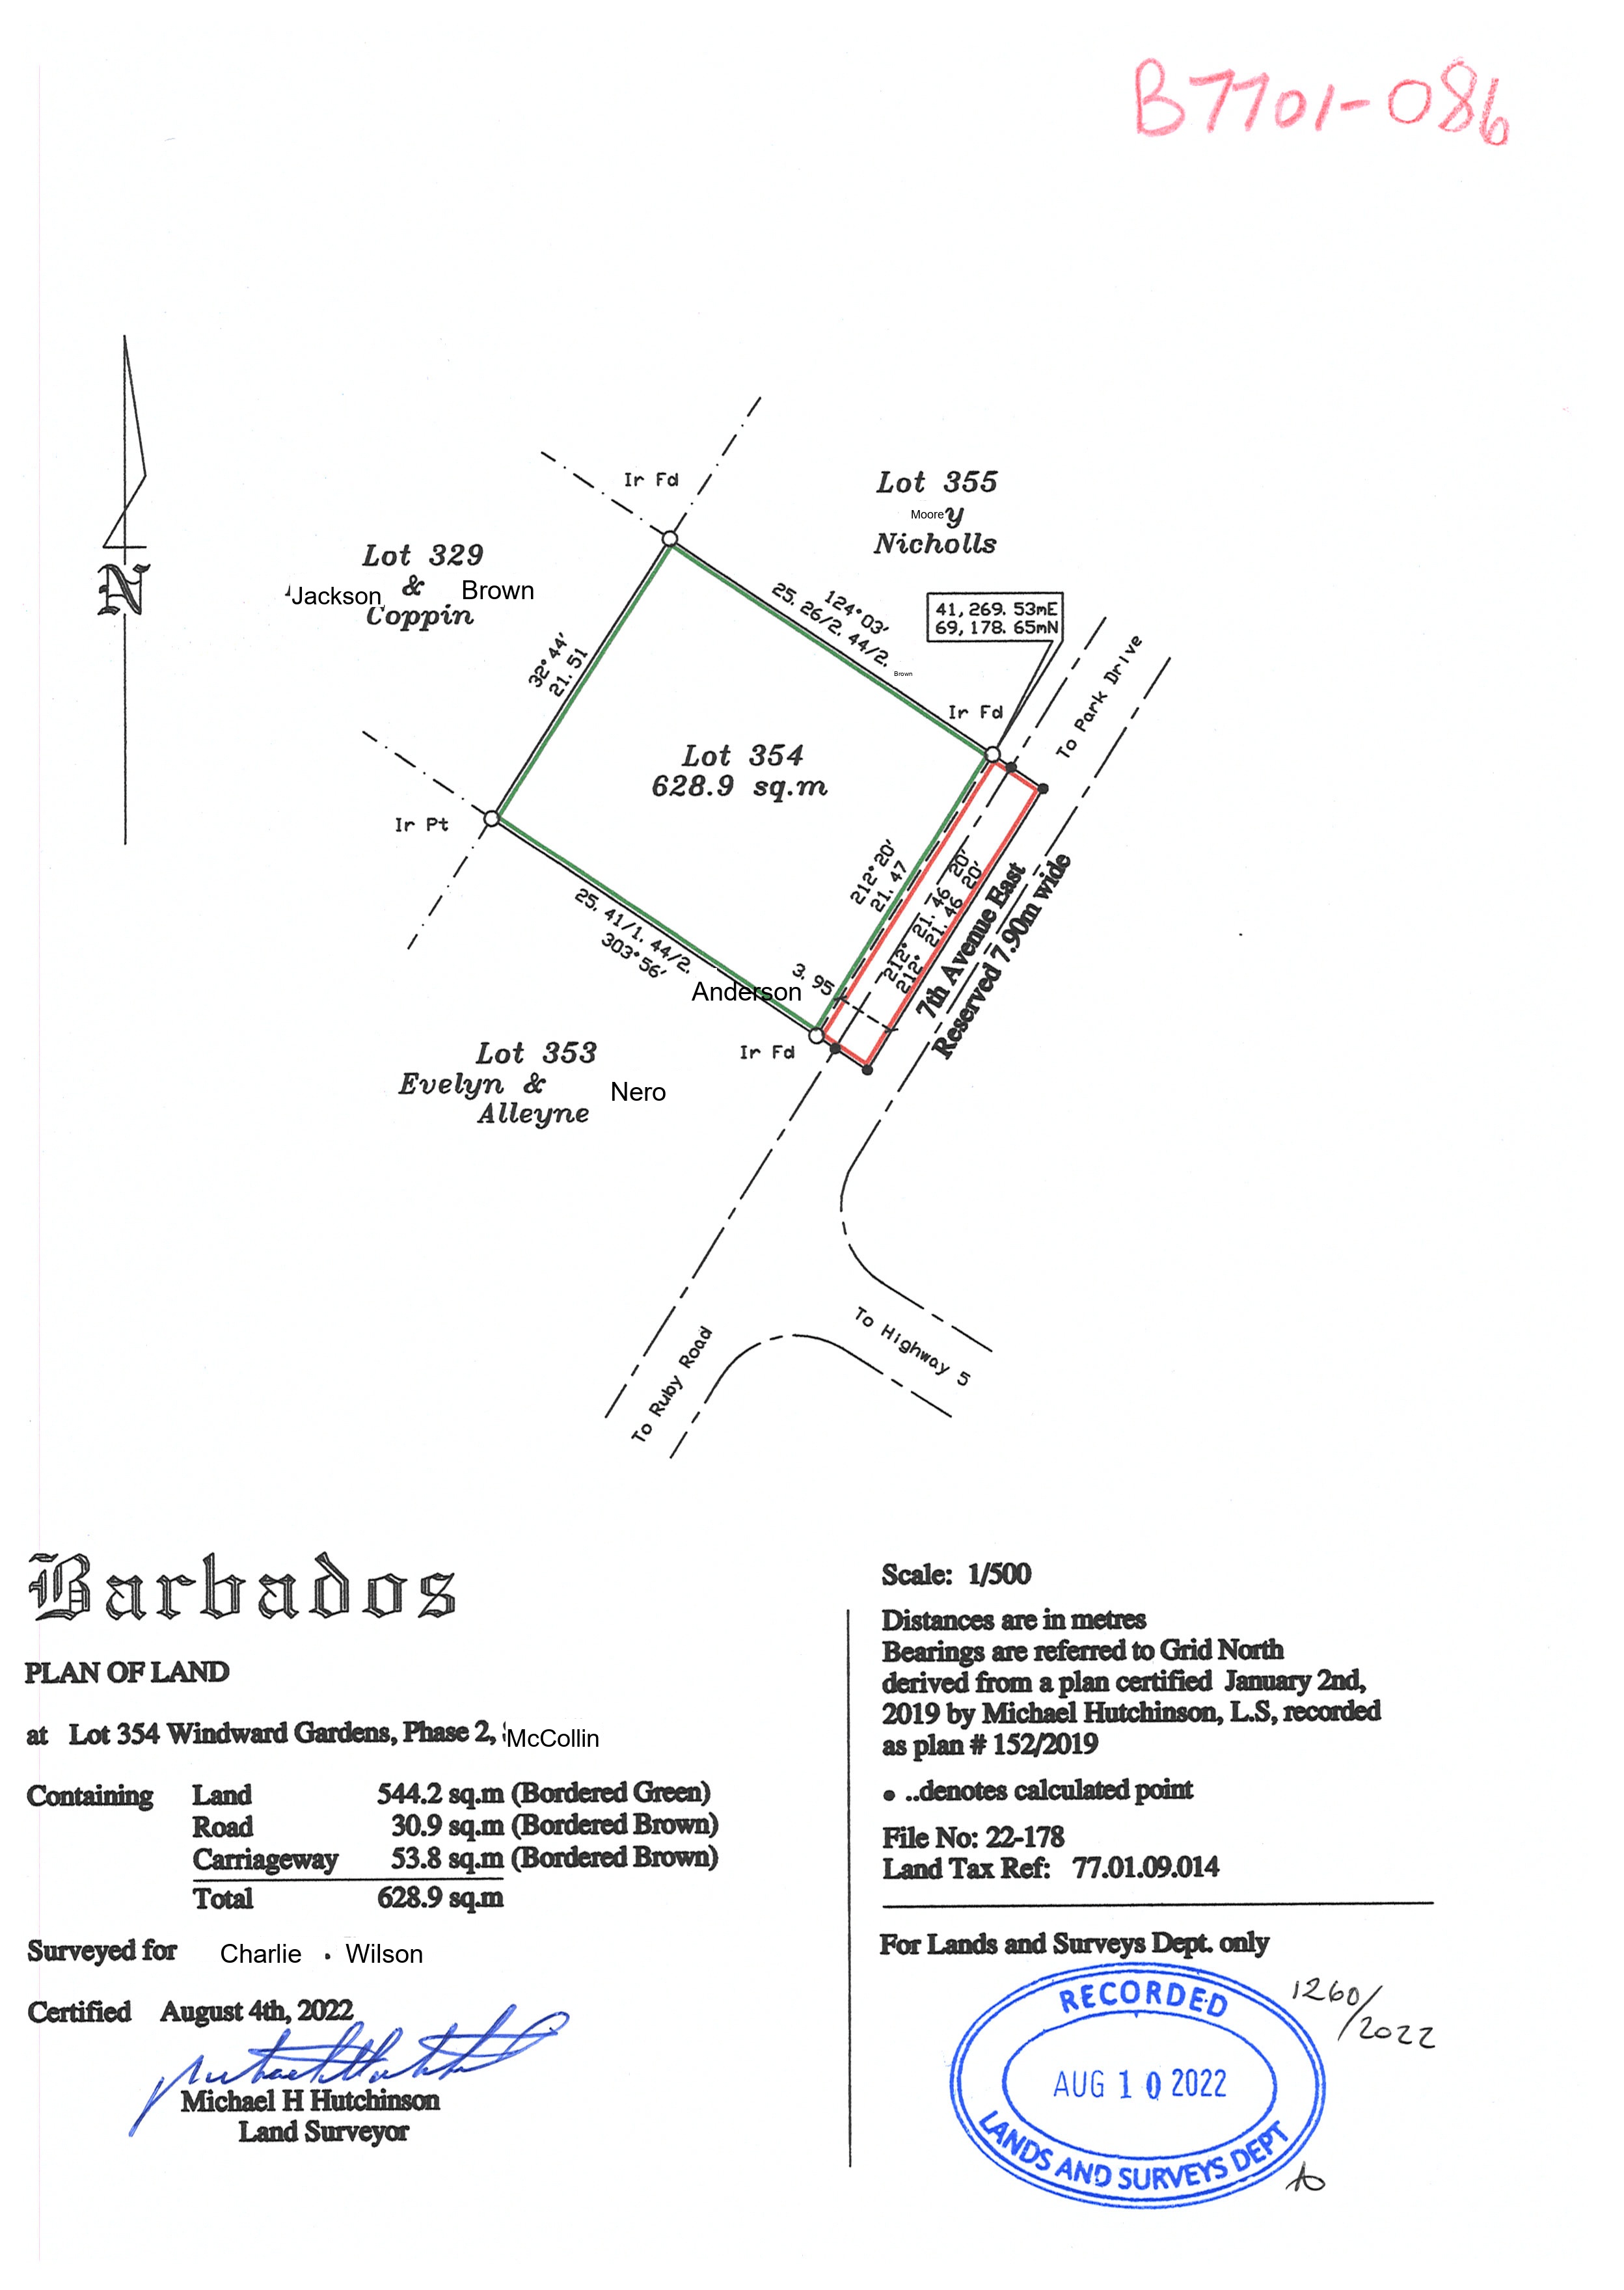 B7701-086
Ir Fd
Lot 355
Moore y
Nicholls
Lot 329
Jackson & Brown
Coppin
124°03'
25. 26/2. 44/2.
Brown
41, 269. 53mE
69, 178. 65mN
32°44'
21. 51
To Park Drive
Ir Fd
Lot 354
628.9 sq.m
Ir Pt
212°20'
21. 47
212° 21. 46 20'
212° 21. 46 20'
7th Avenue East
Reserved 7.90m wide
25. 41/1. 44/2.
303°56'
Anderson
3. 95
Ir Fd
Lot 353
Evelyn & Nero
Alleyne
N
To Highway 5
To Ruby Road
Barbados
PLAN OF LAND
at Lot 354 Windward Gardens, Phase 2, McCollin
Containing Land 544.2 sq.m (Bordered Green)
Road 30.9 sq.m (Bordered Brown)
Carriageway 53.8 sq.m (Bordered Brown)
Total 628.9 sq.m
Surveyed for Charlie . Wilson
Certified August 4th, 2022
Michael H Hutchinson
Land Surveyor
Scale: 1/500
Distances are in metres
Bearings are referred to Grid North
derived from a plan certified January 2nd,
2019 by Michael Hutchinson, L.S, recorded
as plan # 152/2019
• ..denotes calculated point
File No: 22-178
Land Tax Ref: 77.01.09.014
For Lands and Surveys Dept. only
RECORDED
AUG 10 2022
LANDS AND SURVEYS DEPT
1260/2022